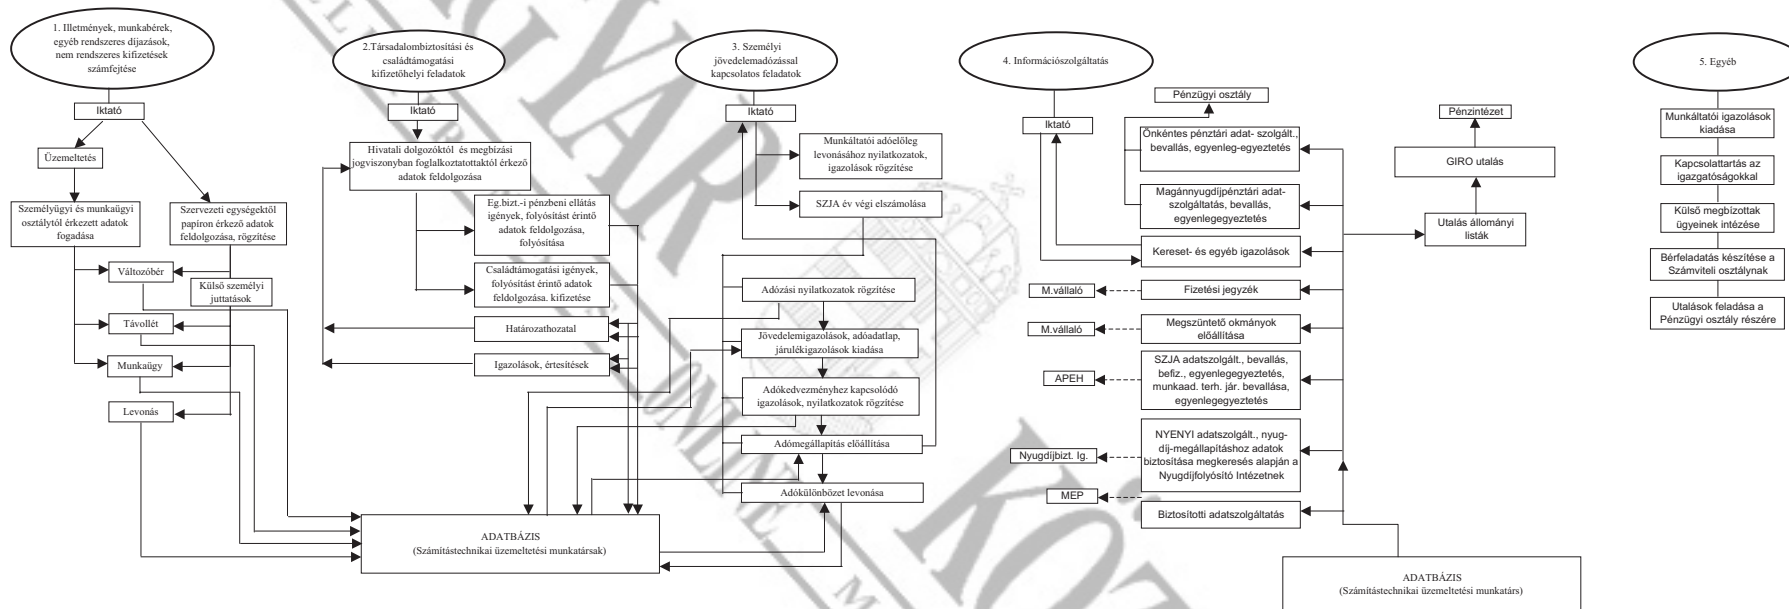 1. Illetmények, munkabérek,
egyéb rendszeres díjazások,
nem rendszeres kifizetések
számfejtése
Iktató
Üzemeltetés
Személyügyi és munkaügyi
osztálytól érkezett adatok
fogadása
Szervezeti egységektől
papíron érkező adatok
feldolgozása, rögzítése
Változóbér
Külső személyi
juttatások
Távollét
Munkaügy
Levonás
2.Társadalombiztosítási és
családtámogatási
kifizetőhelyi feladatok
Iktató
Hivatali dolgozóktól és megbízási
jogviszonyban foglalkoztatottaktól érkező
adatok feldolgozása
Eg.bizt.-i pénzbeni ellátás
igények, folyósítást érintő
adatok feldolgozása,
folyósítása
Családtámogatási igények,
folyósítást érintő adatok
feldolgozása. kifizetése
Határozathozatal
Igazolások, értesítések
3. Személyi
jövedelemadózással
kapcsolatos feladatok
Iktató
Munkáltatói adóelőleg
levonásához nyilatkozatok,
igazolások rögzítése
SZJA év végi elszámolása
Adózási nyilatkozatok rögzítése
Jövedelemigazolások, adóadatlap,
járulékigazolások kiadása
Adókedvezményhez kapcsolódó
igazolások, nyilatkozatok rögzítése
Adómegállapítás előállítása
Adókülönbözet levonása
ADATBÁZIS
(Számítástechnikai üzemeltetési munkatársak)
4. Információszolgáltatás
Iktató
Pénzügyi osztály
Önkéntes pénztári adat- szolgált.,
bevallás, egyenleg-egyeztetés
Magánnyugdíjpénztári adat-
szolgáltatás, bevallás,
egyenlegegyeztetés
Kereset- és egyéb igazolások
M.vállaló
Fizetési jegyzék
M.vállaló
Megszüntető okmányok
előállítása
APEH
SZJA adatszolgált., bevallás,
befiz., egyenlegegyeztetés,
munkaad. terh. jár. bevallása,
egyenlegegyeztetés
Nyugdíjbizt. Ig.
NYENYI adatszolgált., nyug-
díj-megállapításhoz adatok
biztosítása megkeresés alapján a
Nyugdíjfolyósító Intézetnek
MEP
Biztosítotti adatszolgáltatás
Pénzintézet
GIRO utalás
Utalás állományi
listák
ADATBÁZIS
(Számítástechnikai üzemeltetési munkatárs)
5. Egyéb
Munkáltatói igazolások
kiadása
Kapcsolattartás az
igazgatóságokkal
Külső megbízottak
ügyeinek intézése
Bérfeladatás készítése a
Számviteli osztálynak
Utalások feladása a
Pénzügyi osztály részére